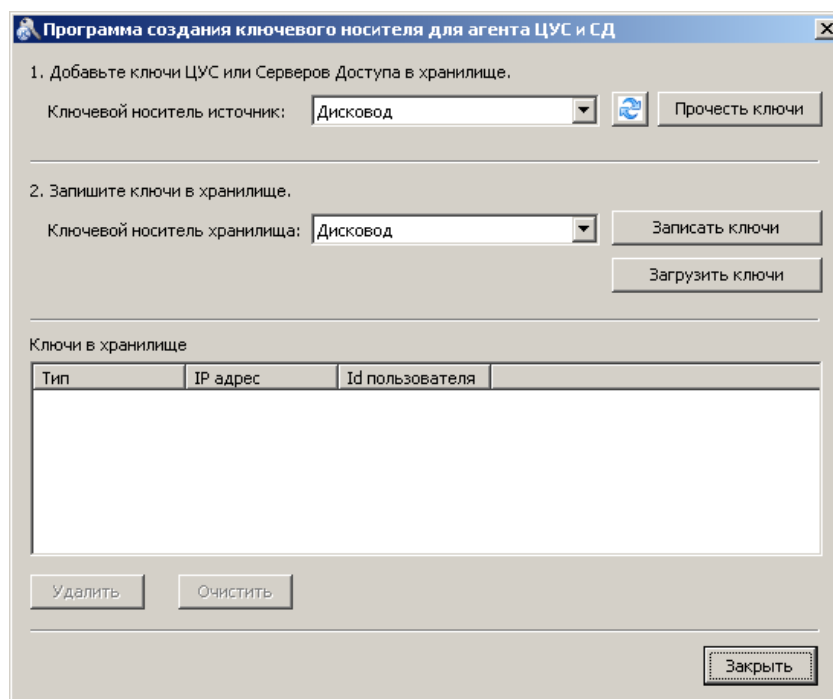 Программа создания ключевого носителя для агента ЦУС и СД
1. Добавьте ключи ЦУС или Серверов Доступа в хранилище.
Ключевой носитель источник: Дисковод Прочесть ключи
2. Запишите ключи в хранилище.
Ключевой носитель хранилища: Дисковод Записать ключи
Загрузить ключи
Ключи в хранилище
Тип IP адрес Id пользователя
Удалить Очистить
Закрыть